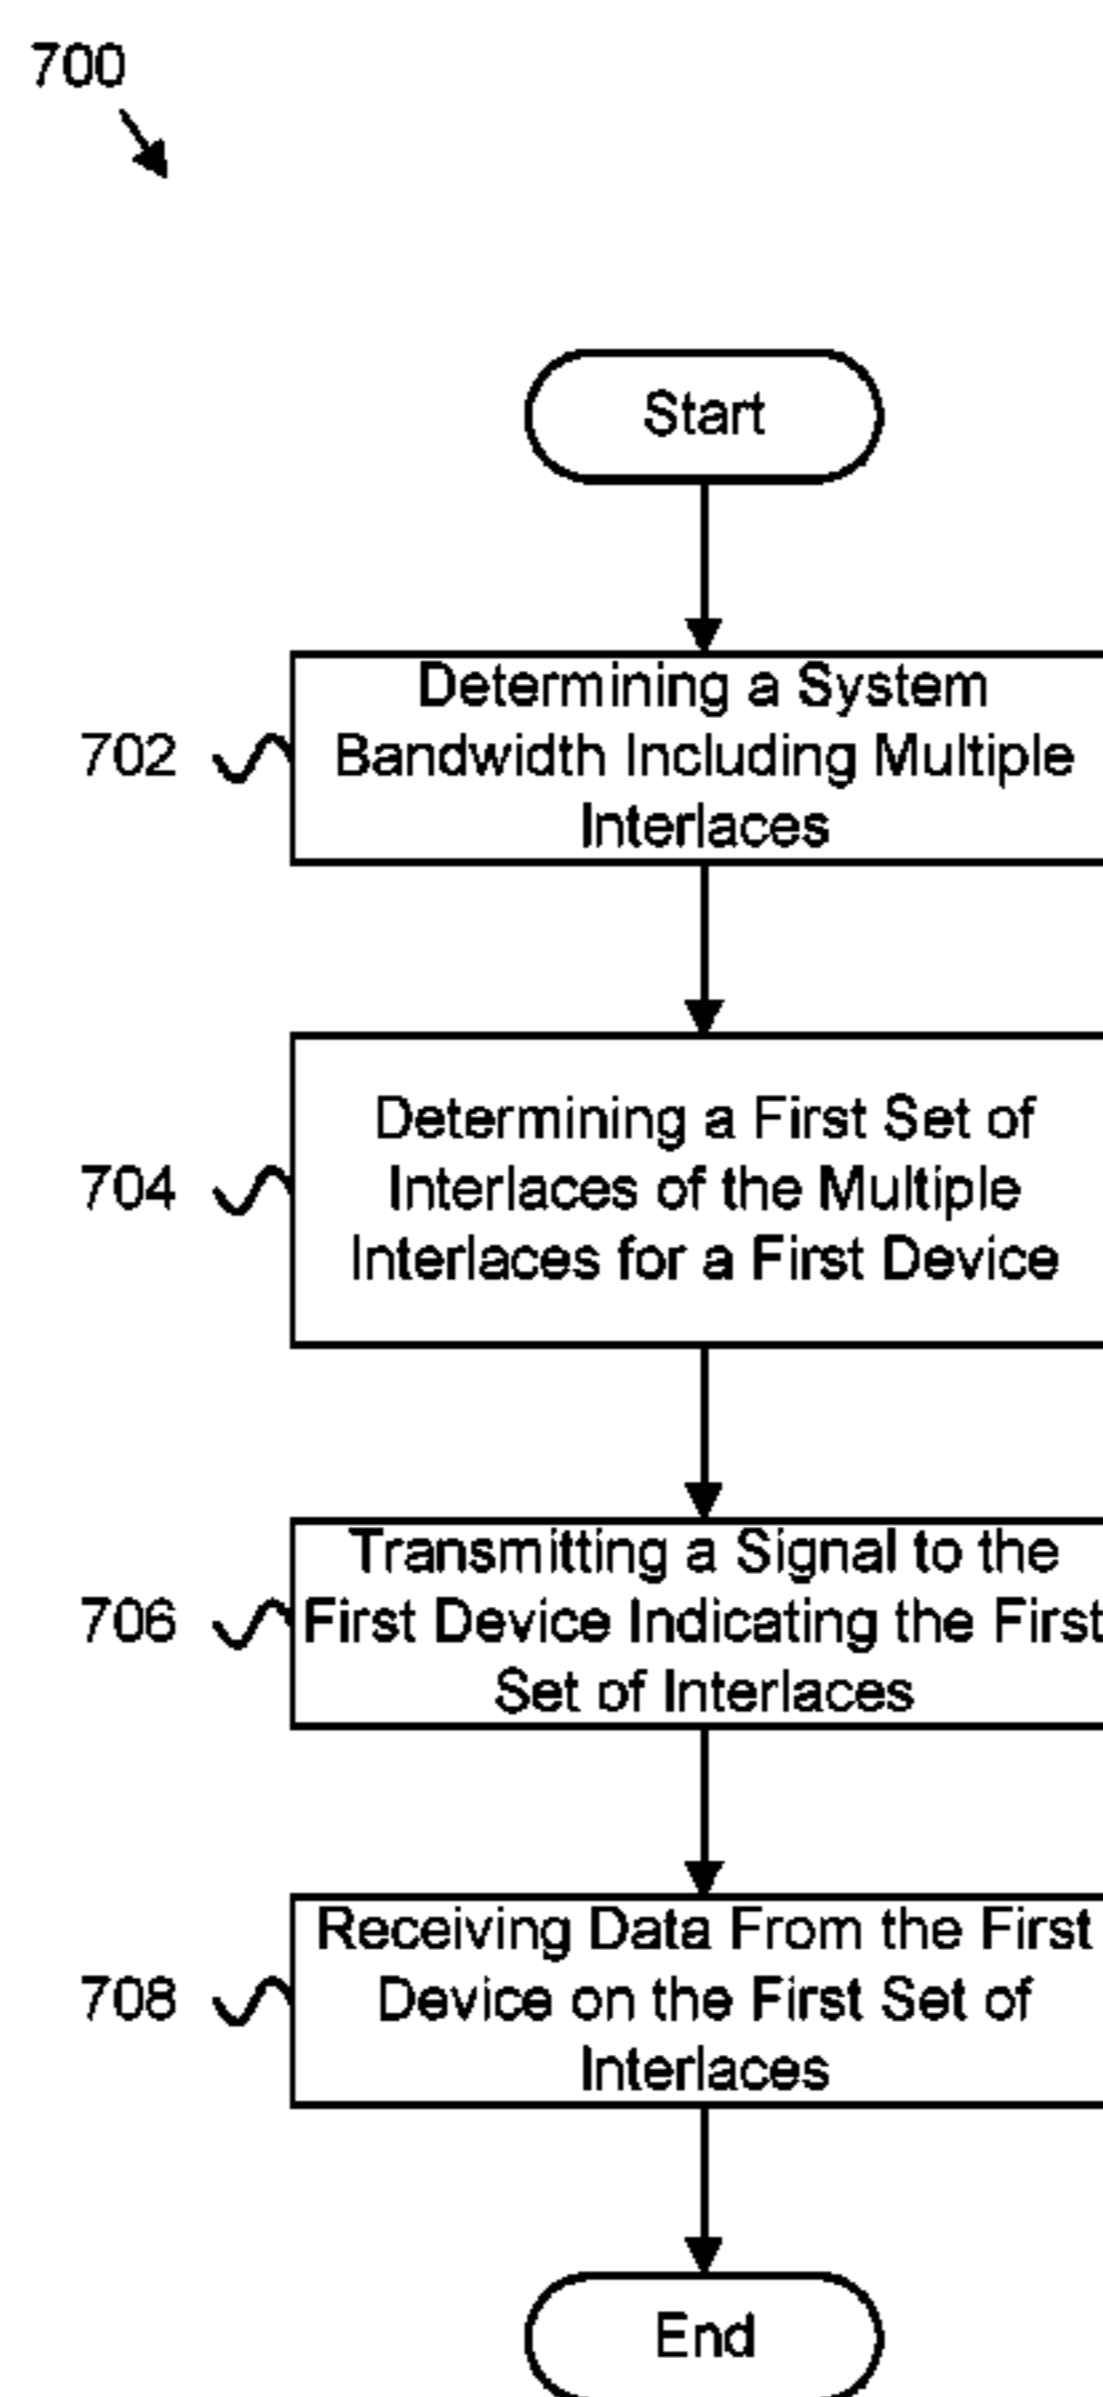 700
Start
702
Determining a System
Bandwidth Including Multiple
Interlaces
704
Determining a First Set of
Interlaces of the Multiple
Interlaces for a First Device
706
Transmitting a Signal to the
First Device Indicating the First
Set of Interlaces
708
Receiving Data From the First
Device on the First Set of
Interlaces
End